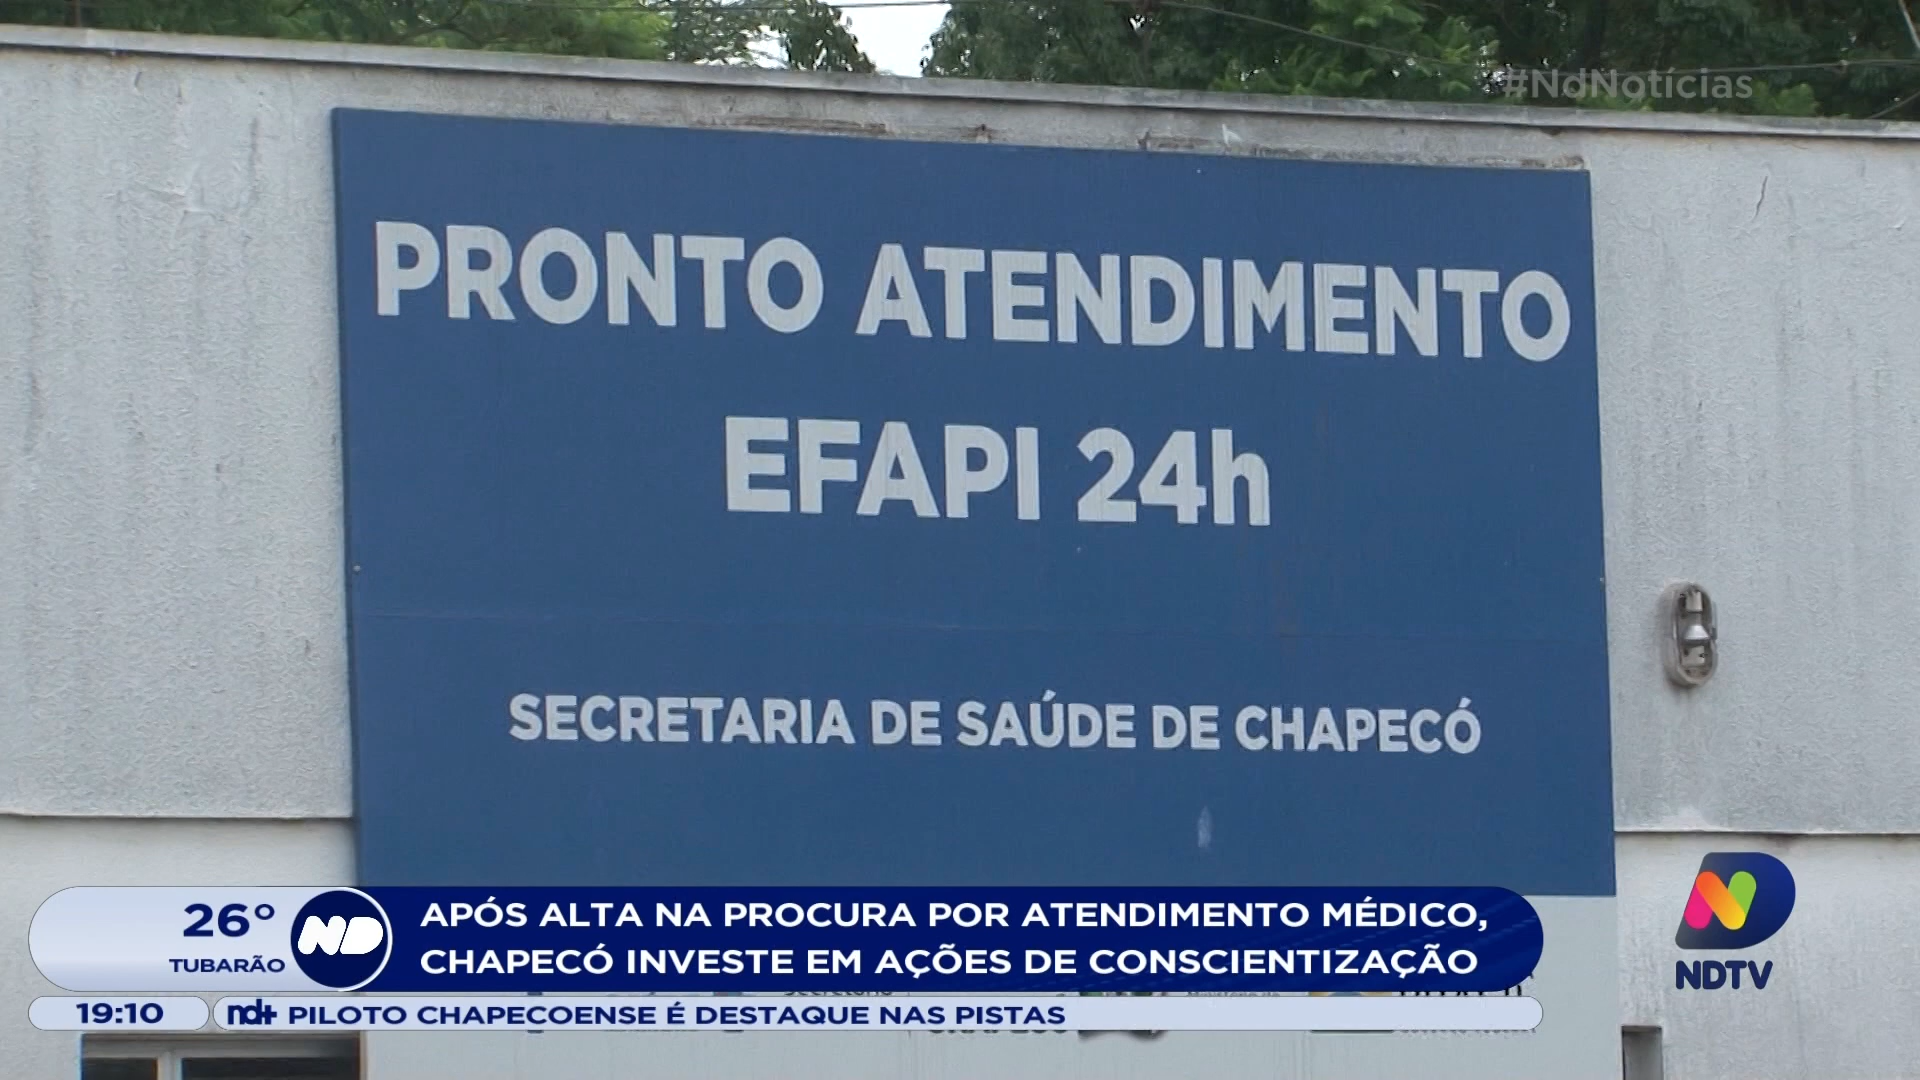 #NdNotícias
PRONTO ATENDIMENTO
EFAPI 24h
SECRETARIA DE SAÚDE DE CHAPECÓ
26°
TUBARÃO
ND
APÓS ALTA NA PROCURA POR ATENDIMENTO MÉDICO,
CHAPECÓ INVESTE EM AÇÕES DE CONSCIENTIZAÇÃO
NDTV
19:10
nd+ PILOTO CHAPECOENSE É DESTAQUE NAS PISTAS